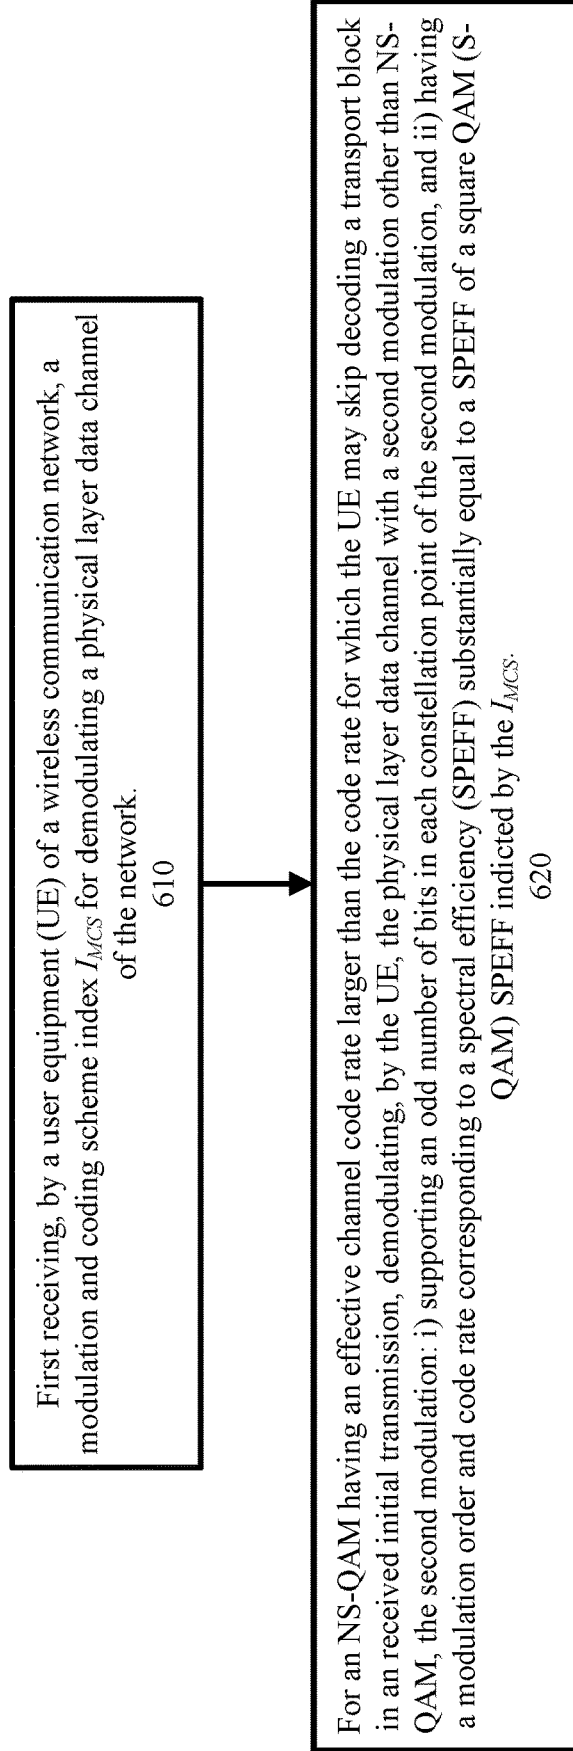 First receiving, by a user equipment (UE) of a wireless communication network, a
modulation and coding scheme index I_MCS for demodulating a physical layer data channel
of the network.
610
For an NS-QAM having an effective channel code rate larger than the code rate for which the UE may skip decoding a transport block
in an received initial transmission, demodulating, by the UE, the physical layer data channel with a second modulation other than NS-
QAM, the second modulation: i) supporting an odd number of bits in each constellation point of the second modulation, and ii) having
a modulation order and code rate corresponding to a spectral efficiency (SPEFF) substantially equal to a SPEFF of a square QAM (S-
QAM) SPEFF indicted by the I_MCS.
620